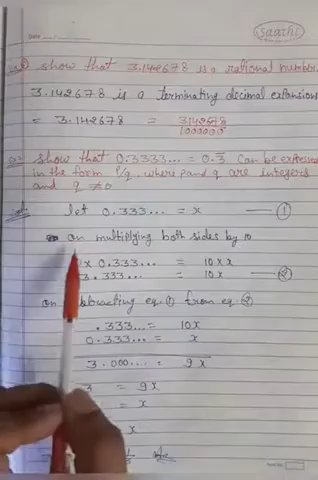 Saathi
DATE
show that 3.142678 is a rational number
3.142678 is a terminating decimal expansions
= 3.142678 = 3142678/1000000
show that 0.3333... = 0.3̅ can be expressed
in the form p/q, where p and q are integers
and q ≠ 0
let 0.333... = x — ①
on multiplying both sides by 10
x 0.333... = 10 x x
3.333... = 10x — ②
on subtracting eq. ① from eq ②
.333... = 10x
0.333... = x
3.000... = 9x
3 = 9x
= x
x